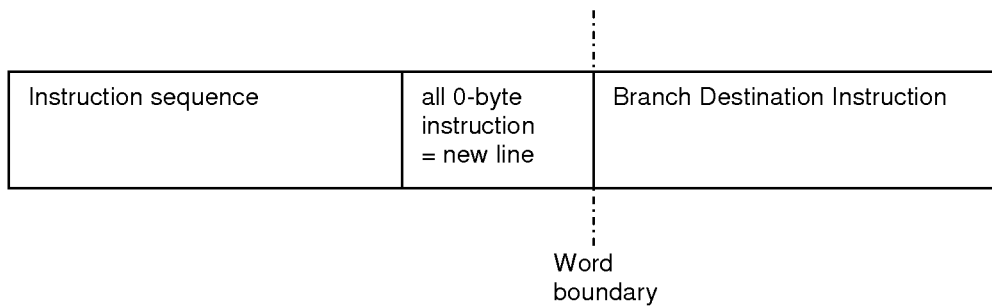 Instruction sequence
all 0-byte
instruction
= new line
Branch Destination Instruction
Word
boundary